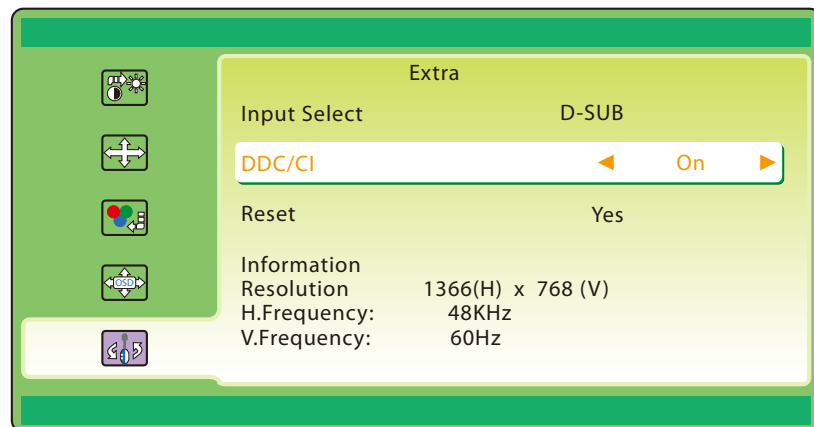 Extra
Input Select D-SUB
DDC/CI ◄ On ►
Reset Yes
Information
Resolution 1366(H) x 768 (V)
H.Frequency: 48KHz
V.Frequency: 60Hz
OSD